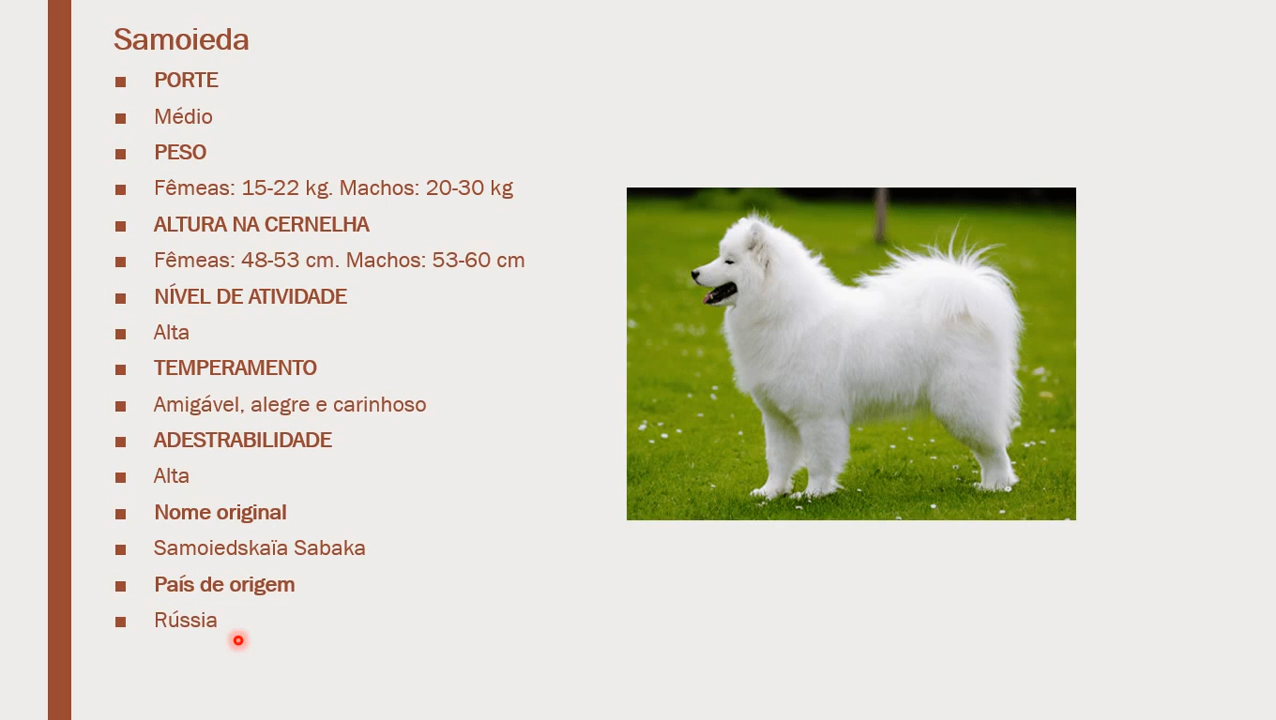 Samoieda
PORTE
Médio
PESO
Fêmeas: 15-22 kg. Machos: 20-30 kg
ALTURA NA CERNELHA
Fêmeas: 48-53 cm. Machos: 53-60 cm
NÍVEL DE ATIVIDADE
Alta
TEMPERAMENTO
Amigável, alegre e carinhoso
ADESTRABILIDADE
Alta
Nome original
Samoiedskaïa Sabaka
País de origem
Rússia